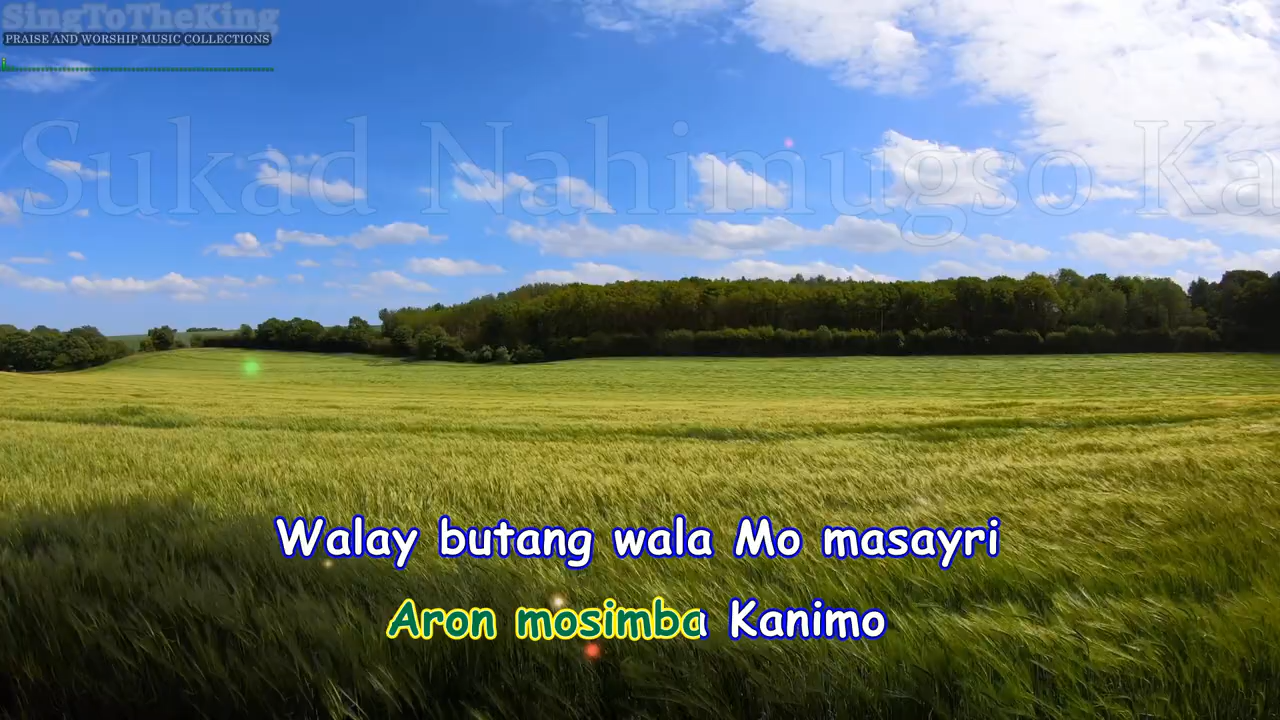 SingToTheKing
PRAISE AND WORSHIP MUSIC COLLECTIONS
Sukad Nahimugso Ka
Walay butang wala Mo masayri
Aron mosimba Kanimo